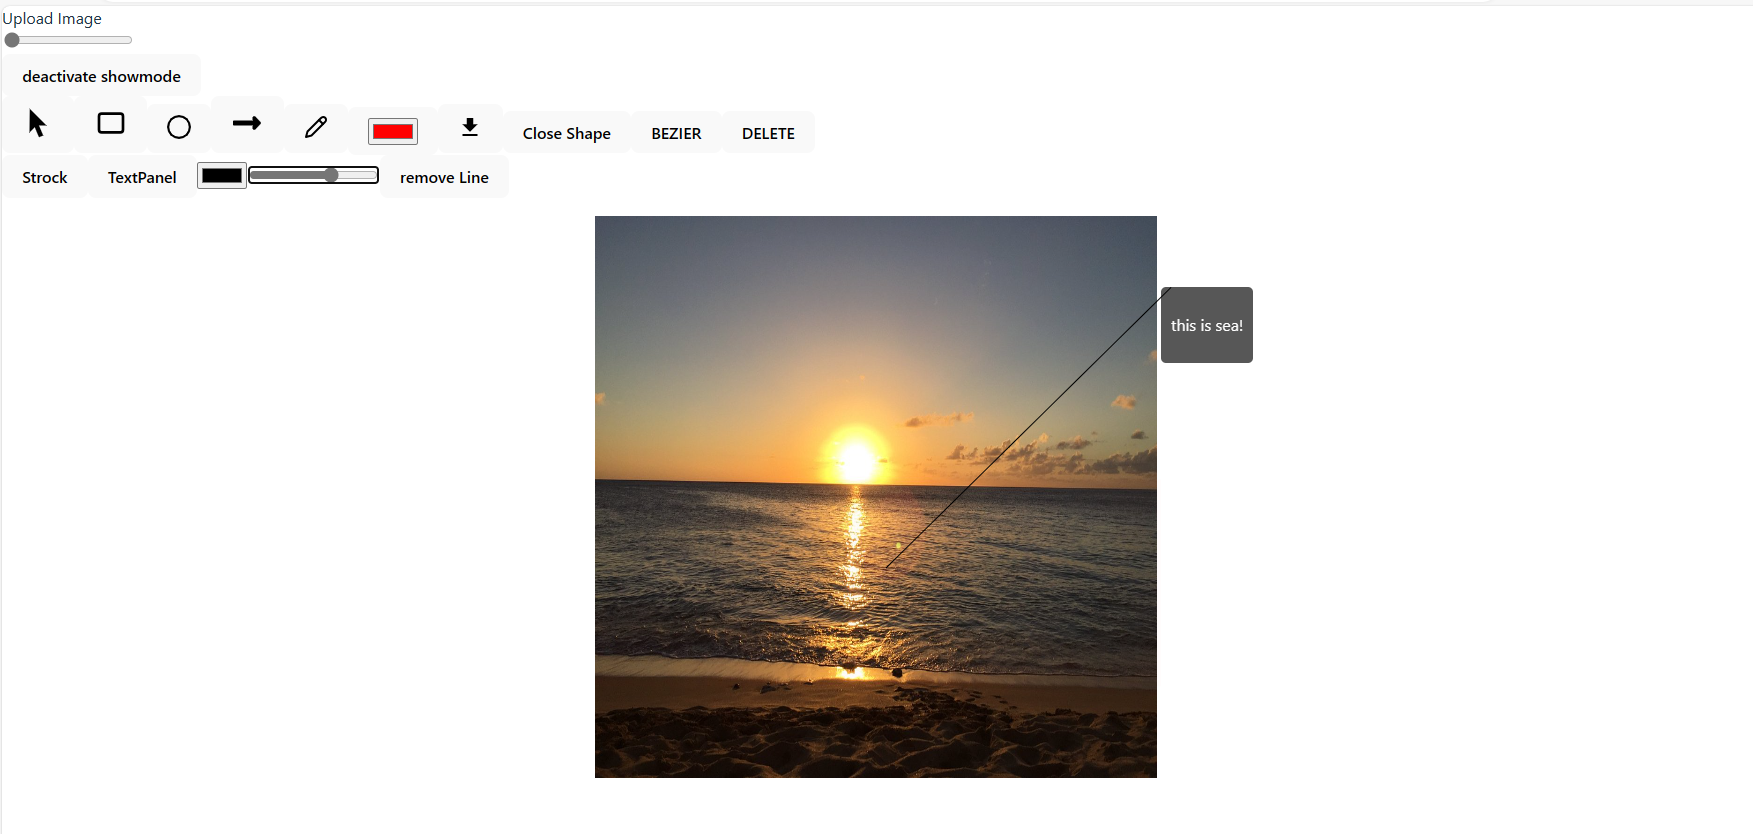 Upload Image
deactivate showmode
Close Shape BEZIER DELETE
Strock TextPanel remove Line
this is sea!